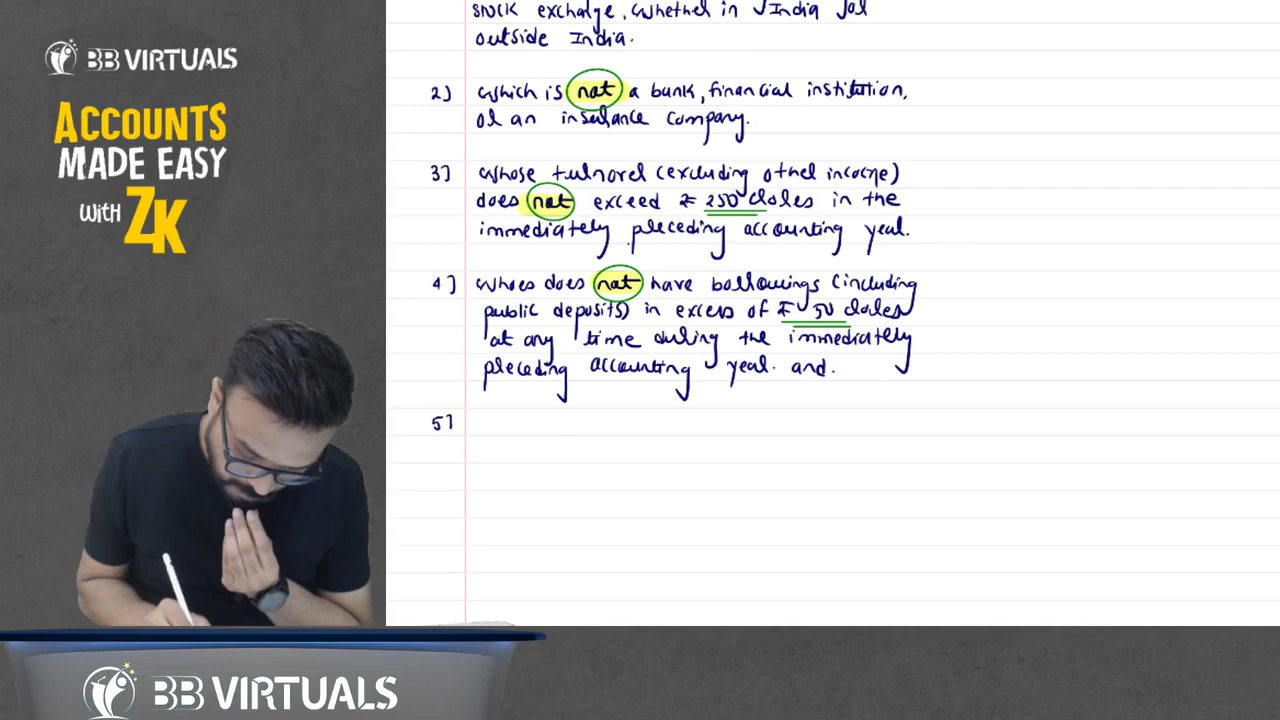 BB VIRTUALS
ACCOUNTS
MADE EASY
WITH ZK
stock exchange, whether in India or
outside India.
2] which is not a bank, financial institution,
or an insurance company.
3] whose turnover (excluding other income)
does not exceed ₹ 250 crores in the
immediately preceding accounting year.
4] whoes does not have borrowings (including
public deposits) in excess of ₹ 50 crores
at any time during the immediately
preceding accounting year. and.
5]
BB VIRTUALS